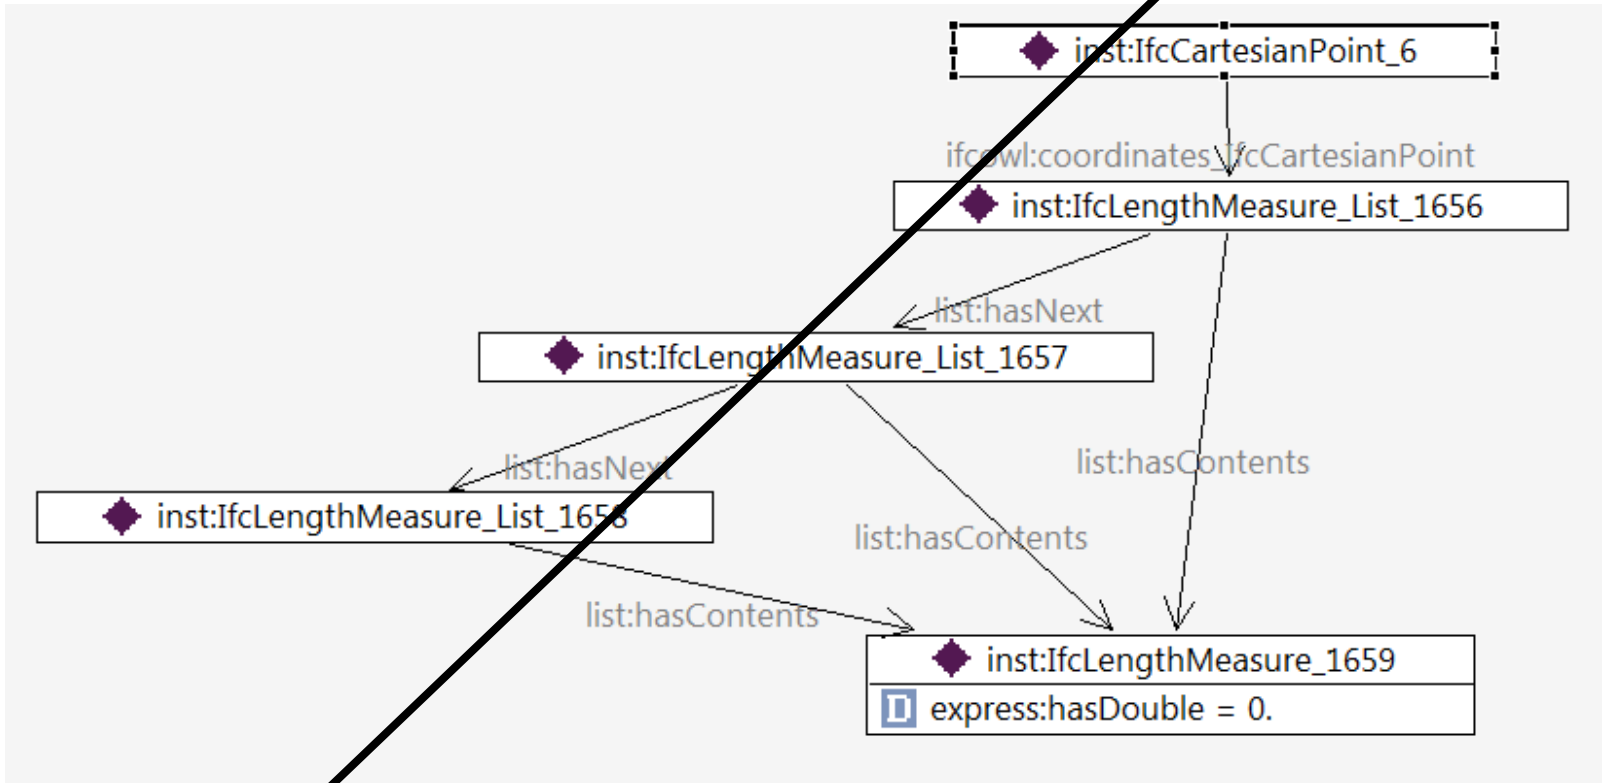 inst:IfcCartesianPoint_6
ifcowl:coordinates_IfcCartesianPoint
inst:IfcLengthMeasure_List_1656
list:hasNext
inst:IfcLengthMeasure_List_1657
list:hasContents
list:hasNext
inst:IfcLengthMeasure_List_1658
list:hasContents
list:hasContents
inst:IfcLengthMeasure_1659
D express:hasDouble = 0.